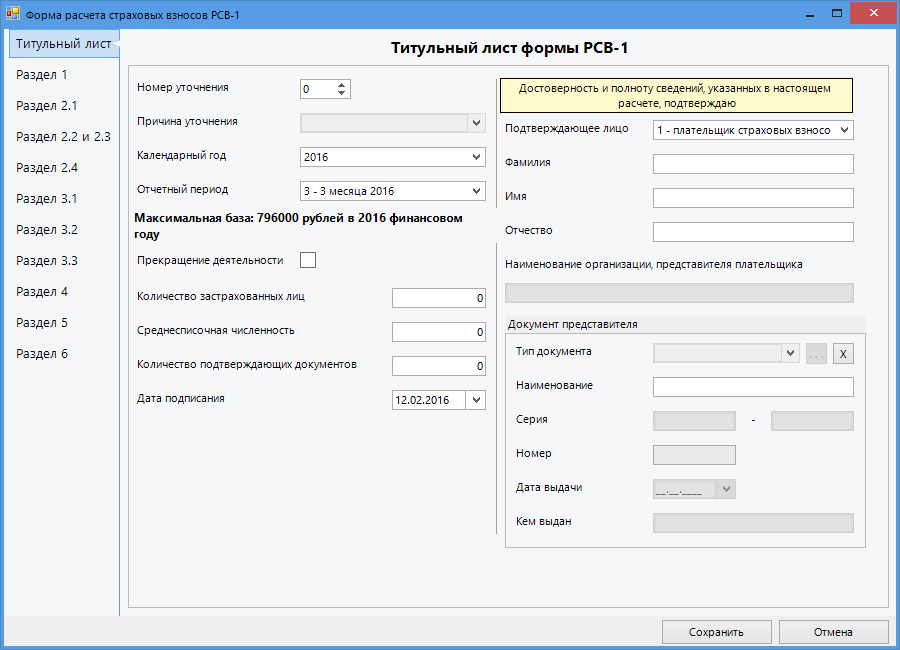 Форма расчета страховых взносов РСВ-1
Титульный лист
Раздел 1
Раздел 2.1
Раздел 2.2 и 2.3
Раздел 2.4
Раздел 3.1
Раздел 3.2
Раздел 3.3
Раздел 4
Раздел 5
Раздел 6
Титульный лист формы РСВ-1
Номер уточнения 0
Причина уточнения
Календарный год 2016
Отчетный период 3 - 3 месяца 2016
Максимальная база: 796000 рублей в 2016 финансовом
году
Прекращение деятельности
Количество застрахованных лиц 0
Среднесписочная численность 0
Количество подтверждающих документов 0
Дата подписания 12.02.2016
Достоверность и полноту сведений, указанных в настоящем
расчете, подтверждаю
Подтверждающее лицо 1 - плательщик страховых взносо
Фамилия
Имя
Отчество
Наименование организации, представителя плательщика
Документ представителя
Тип документа ... X
Наименование
Серия -
Номер
Дата выдачи __.__.____
Кем выдан
Сохранить Отмена